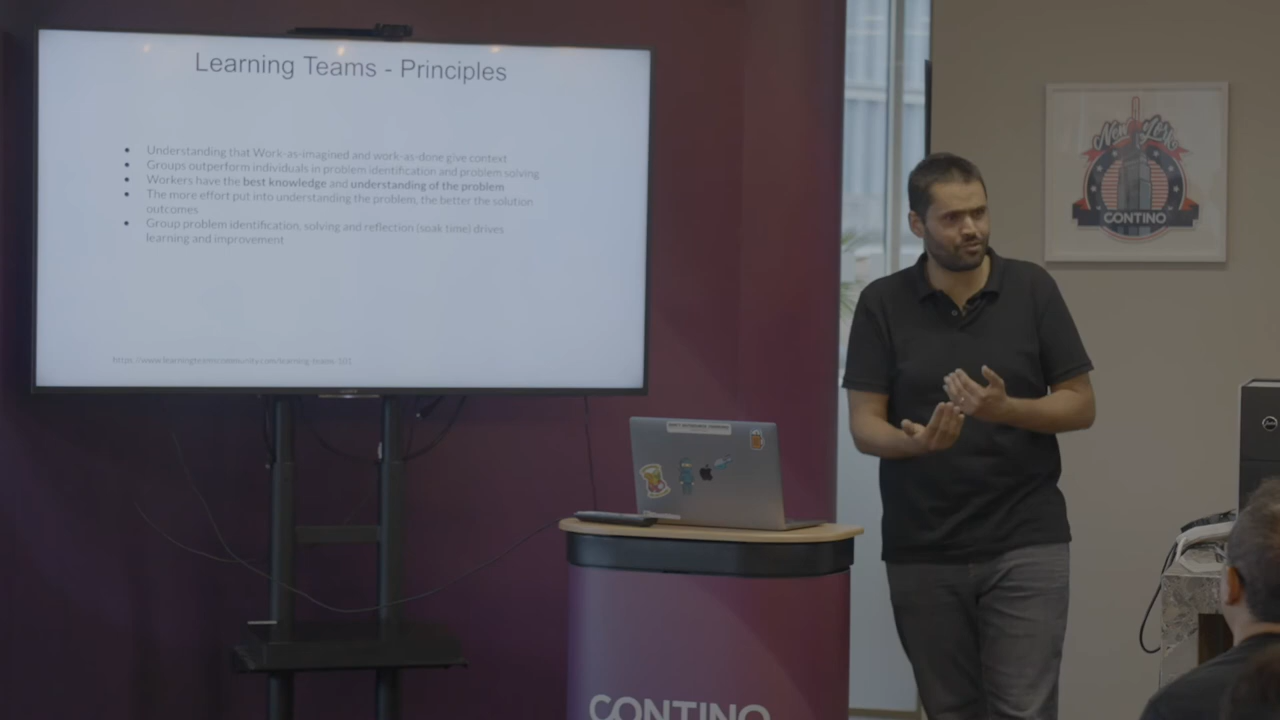 Learning Teams - Principles
Understanding that Work-as-imagined and work-as-done give context
Groups outperform individuals in problem identification and problem solving
Workers have the best knowledge and understanding of the problem
The more effort put into understanding the problem, the better the solution
outcomes
Group problem identification, solving and reflection (soak time) drives
learning and improvement
New York
CONTINO
CONTINO